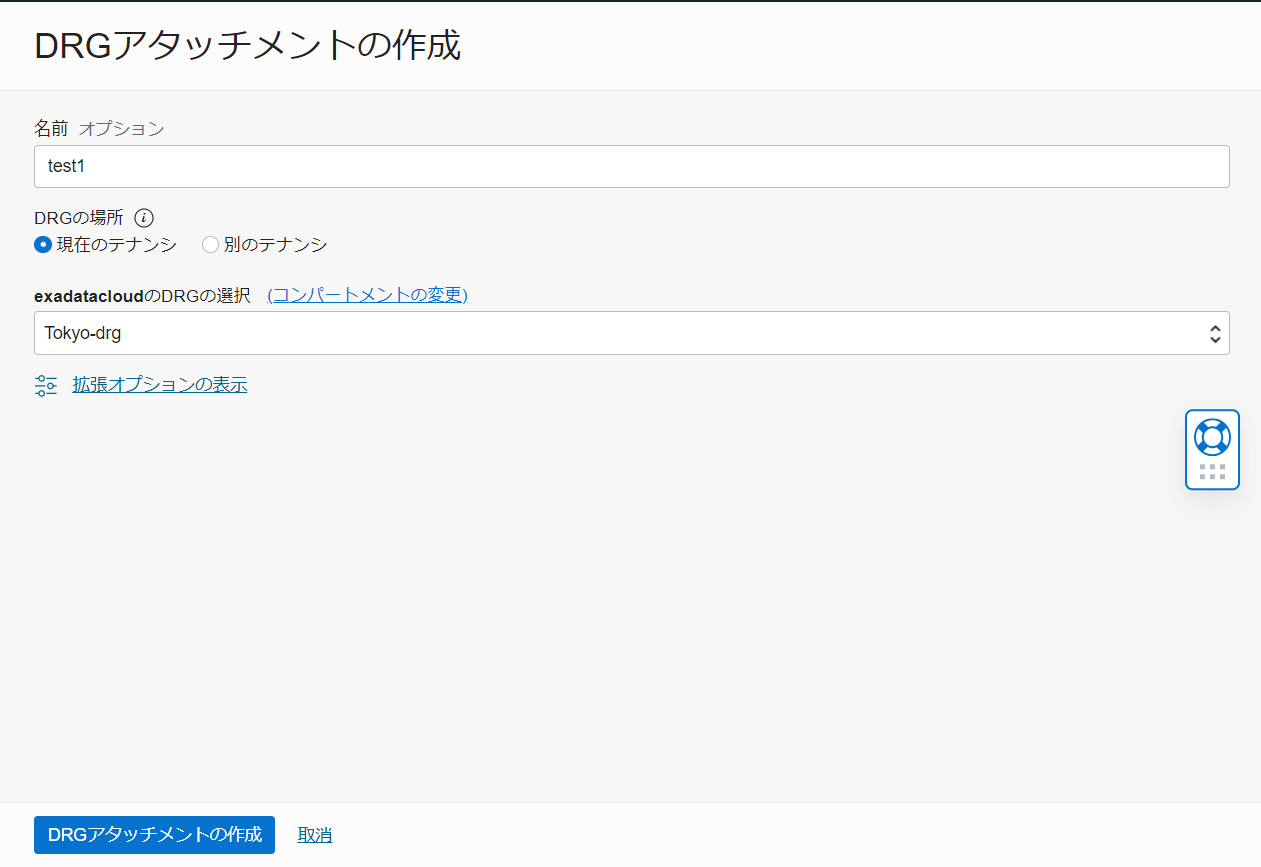 DRGアタッチメントの作成
名前 オプション
test1
DRGの場所
現在のテナンシ 別のテナンシ
exadatacloudのDRGの選択 (コンパートメントの変更)
Tokyo-drg
拡張オプションの表示
DRGアタッチメントの作成 取消